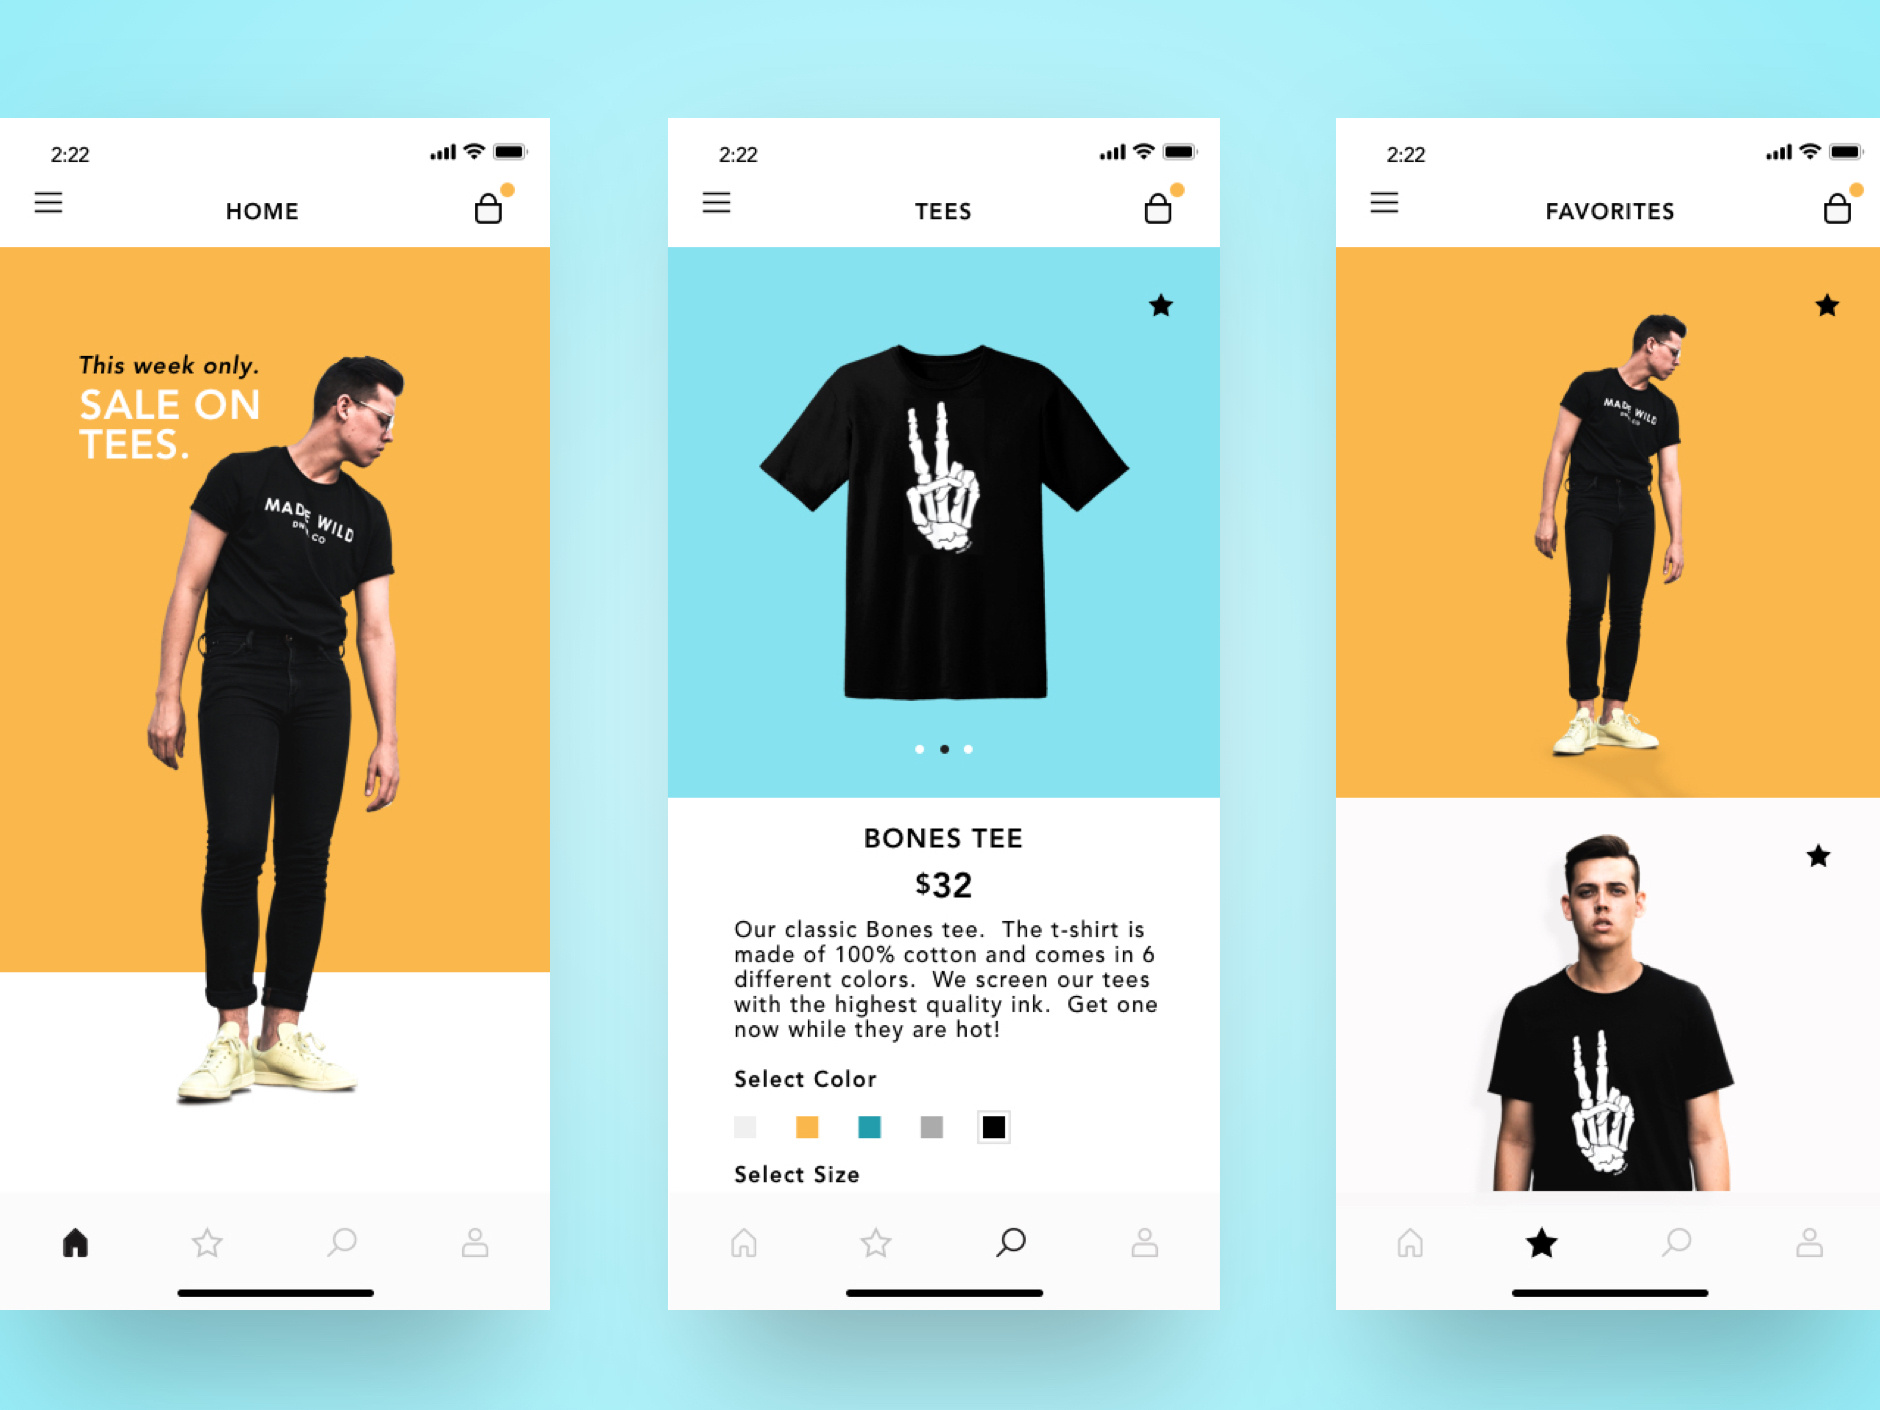 2:22
HOME
This week only.
SALE ON
TEES.
MADE WILD
CO
2:22
TEES
BONES TEE
$32
Our classic Bones tee. The t-shirt is
made of 100% cotton and comes in 6
different colors. We screen our tees
with the highest quality ink. Get one
now while they are hot!
Select Color
Select Size
2:22
FAVORITES
MADE WILD
CO